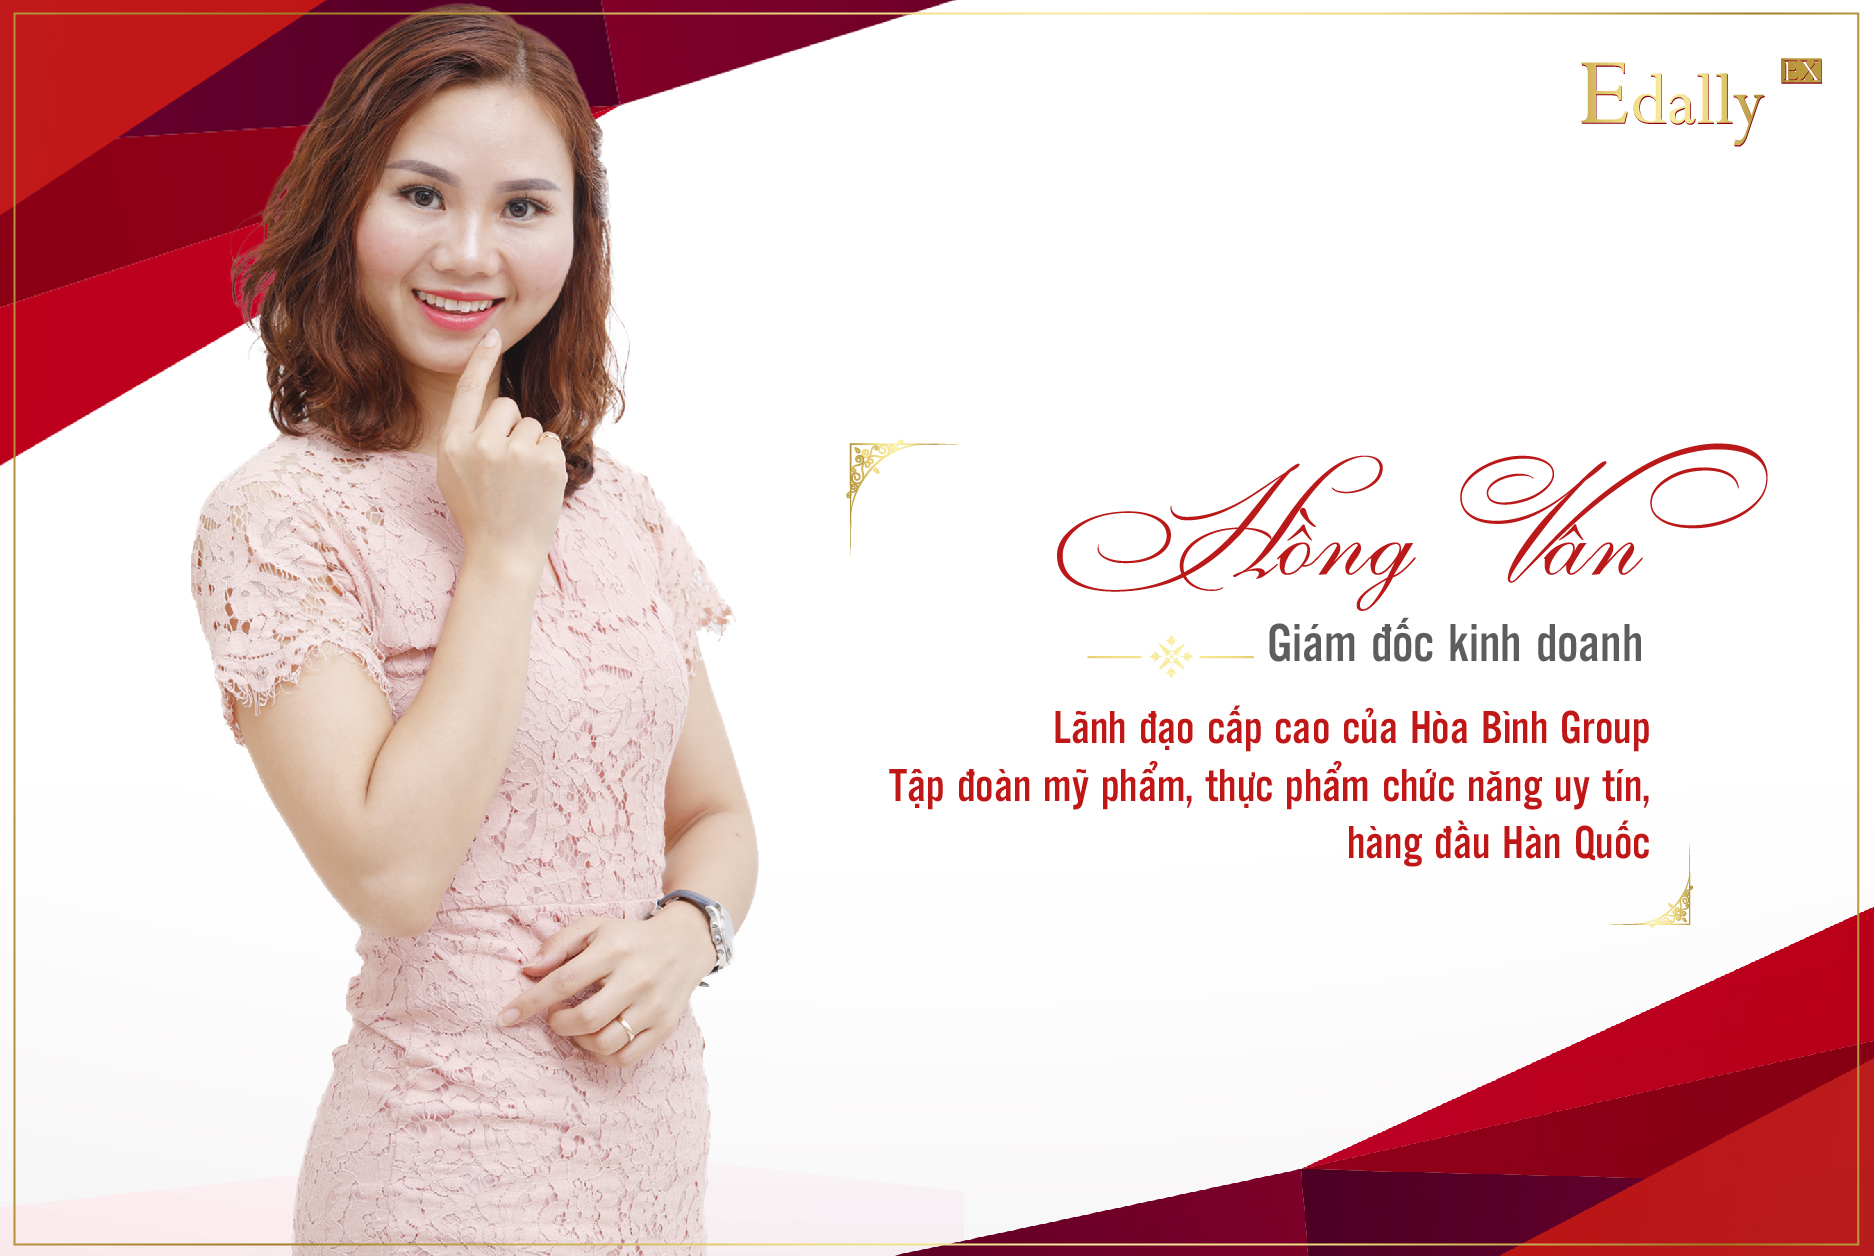 Edally EX
Hồng Vân
Giám đốc kinh doanh
Lãnh đạo cấp cao của Hòa Bình Group
Tập đoàn mỹ phẩm, thực phẩm chức năng uy tín,
hàng đầu Hàn Quốc